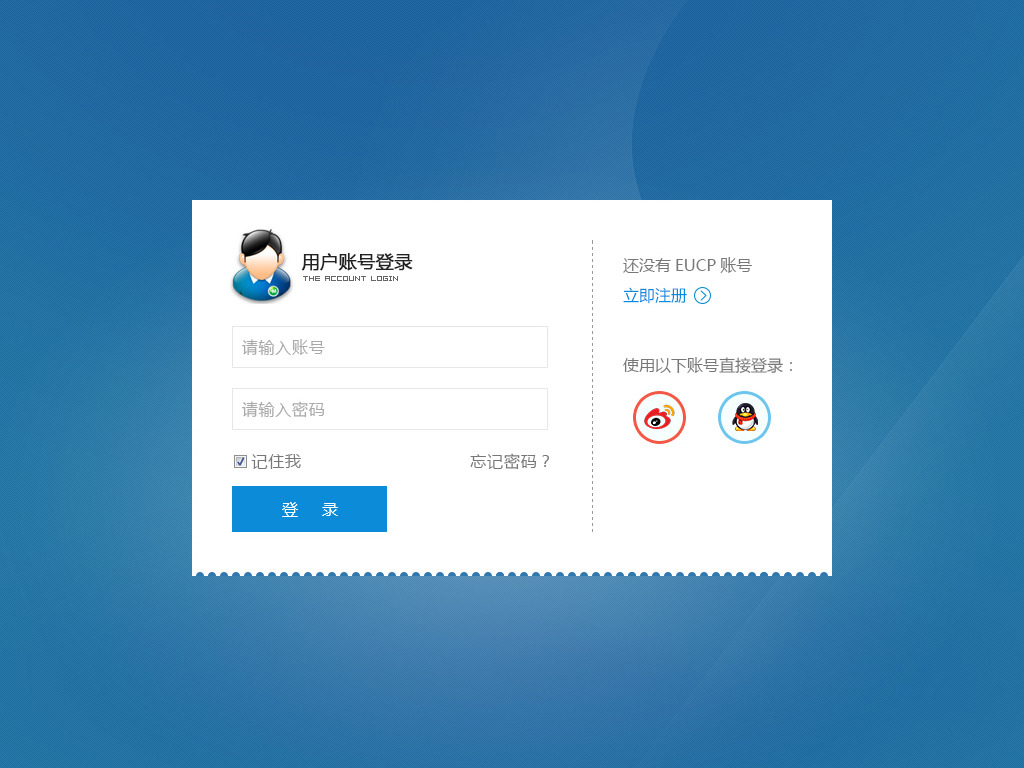 用户账号登录
THE ACCOUNT LOGIN
请输入账号
请输入密码
记住我
忘记密码？
登 录
还没有 EUCP 账号
立即注册
使用以下账号直接登录：